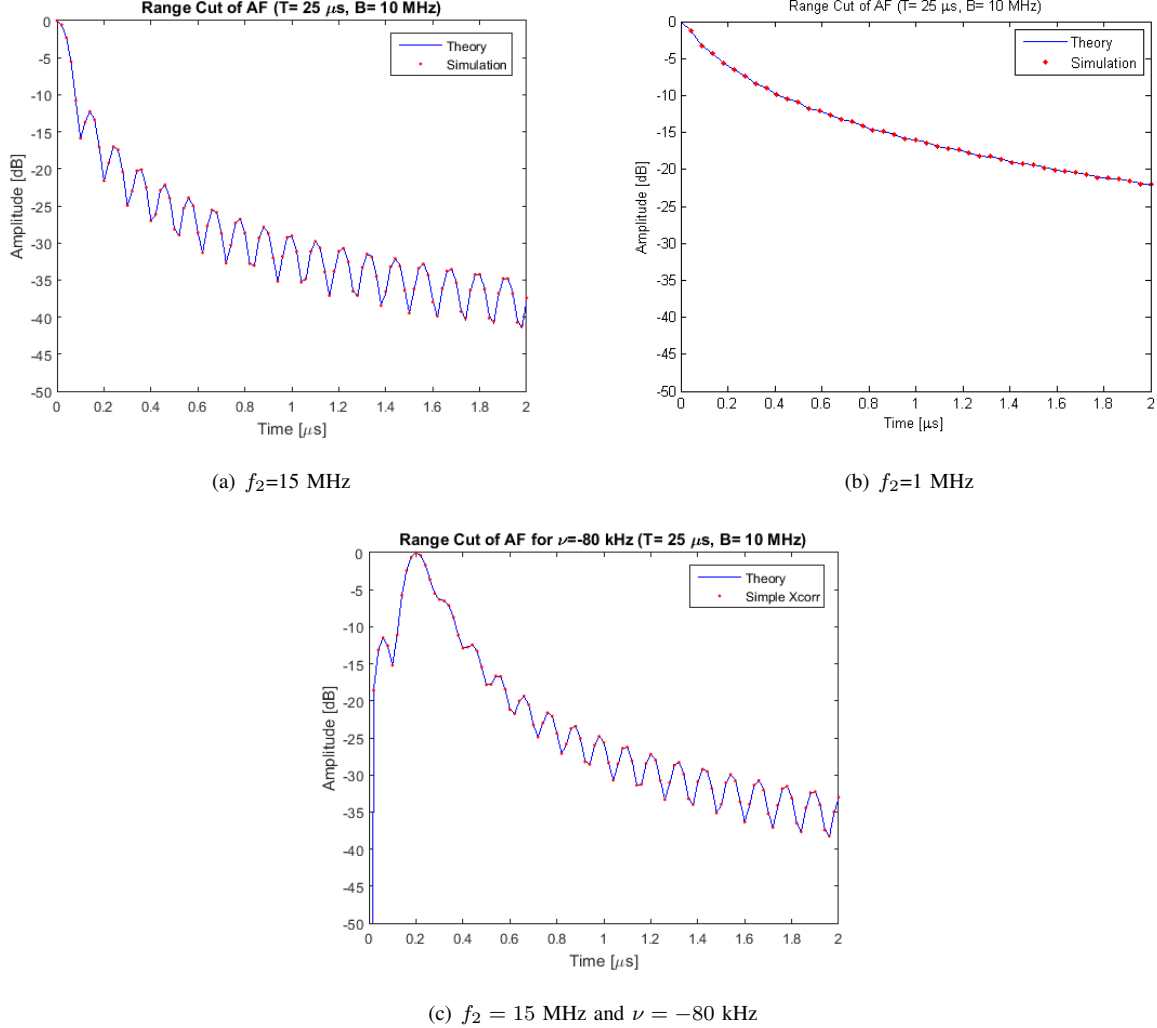 Range Cut of AF (T= 25 μs, B= 10 MHz)
0
-5
-10
-15
-20
-25
-30
-35
-40
-45
-50
Amplitude [dB]
Theory
Simulation
0 0.2 0.4 0.6 0.8 1 1.2 1.4 1.6 1.8 2
Time [μs]
(a) f₂=15 MHz
Range Cut of AF (T= 25 μs, B= 10 MHz)
0
-5
-10
-15
-20
-25
-30
-35
-40
-45
-50
Amplitude [dB]
Theory
Simulation
0 0.2 0.4 0.6 0.8 1 1.2 1.4 1.6 1.8 2
Time [μs]
(b) f₂=1 MHz
Range Cut of AF for ν=-80 kHz (T= 25 μs, B= 10 MHz)
0
-5
-10
-15
-20
-25
-30
-35
-40
-45
-50
Amplitude [dB]
Theory
Simple Xcorr
0 0.2 0.4 0.6 0.8 1 1.2 1.4 1.6 1.8 2
Time [μs]
(c) f₂ = 15 MHz and ν = −80 kHz